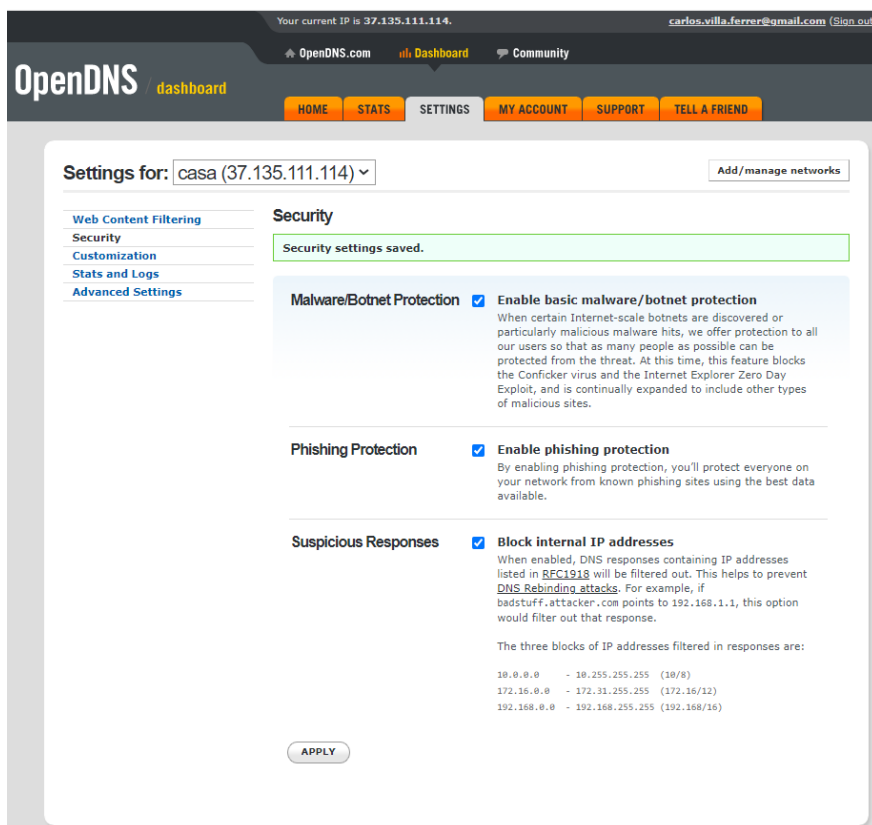 Your current IP is 37.135.111.114.
carlos.villa.ferrer@gmail.com (Sign out
OpenDNS.com
Dashboard
Community
OpenDNS / dashboard
HOME
STATS
SETTINGS
MY ACCOUNT
SUPPORT
TELL A FRIEND
Settings for: casa (37.135.111.114)
Add/manage networks
Web Content Filtering
Security
Customization
Stats and Logs
Advanced Settings
Security
Security settings saved.
Malware/Botnet Protection
Enable basic malware/botnet protection
When certain Internet-scale botnets are discovered or
particularly malicious malware hits, we offer protection to all
our users so that as many people as possible can be
protected from the threat. At this time, this feature blocks
the Conficker virus and the Internet Explorer Zero Day
Exploit, and is continually expanded to include other types
of malicious sites.
Phishing Protection
Enable phishing protection
By enabling phishing protection, you'll protect everyone on
your network from known phishing sites using the best data
available.
Suspicious Responses
Block internal IP addresses
When enabled, DNS responses containing IP addresses
listed in RFC1918 will be filtered out. This helps to prevent
DNS Rebinding attacks. For example, if
badstuff.attacker.com points to 192.168.1.1, this option
would filter out that response.
The three blocks of IP addresses filtered in responses are:
10.0.0.0 - 10.255.255.255 (10/8)
172.16.0.0 - 172.31.255.255 (172.16/12)
192.168.0.0 - 192.168.255.255 (192.168/16)
APPLY